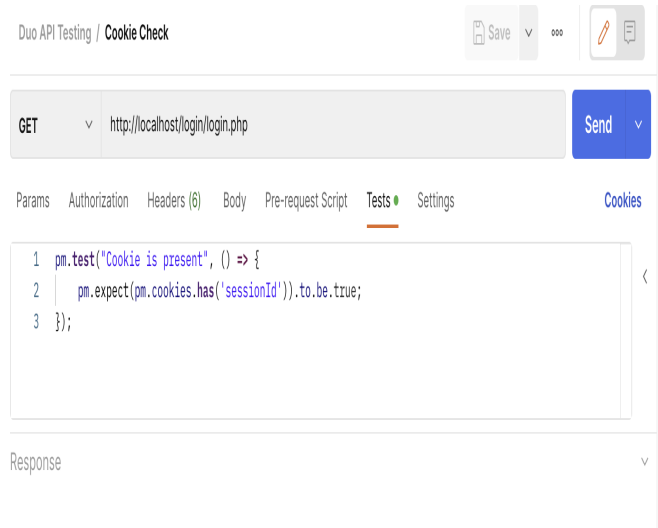 Duo API Testing / Cookie Check
Save
ooo
GET
http://localhost/login/login.php
Send
Params Authorization Headers (6) Body Pre-request Script Tests Settings Cookies
1 pm.test("Cookie is present", () => {
2 pm.expect(pm.cookies.has('sessionId')).to.be.true;
3 });
Response